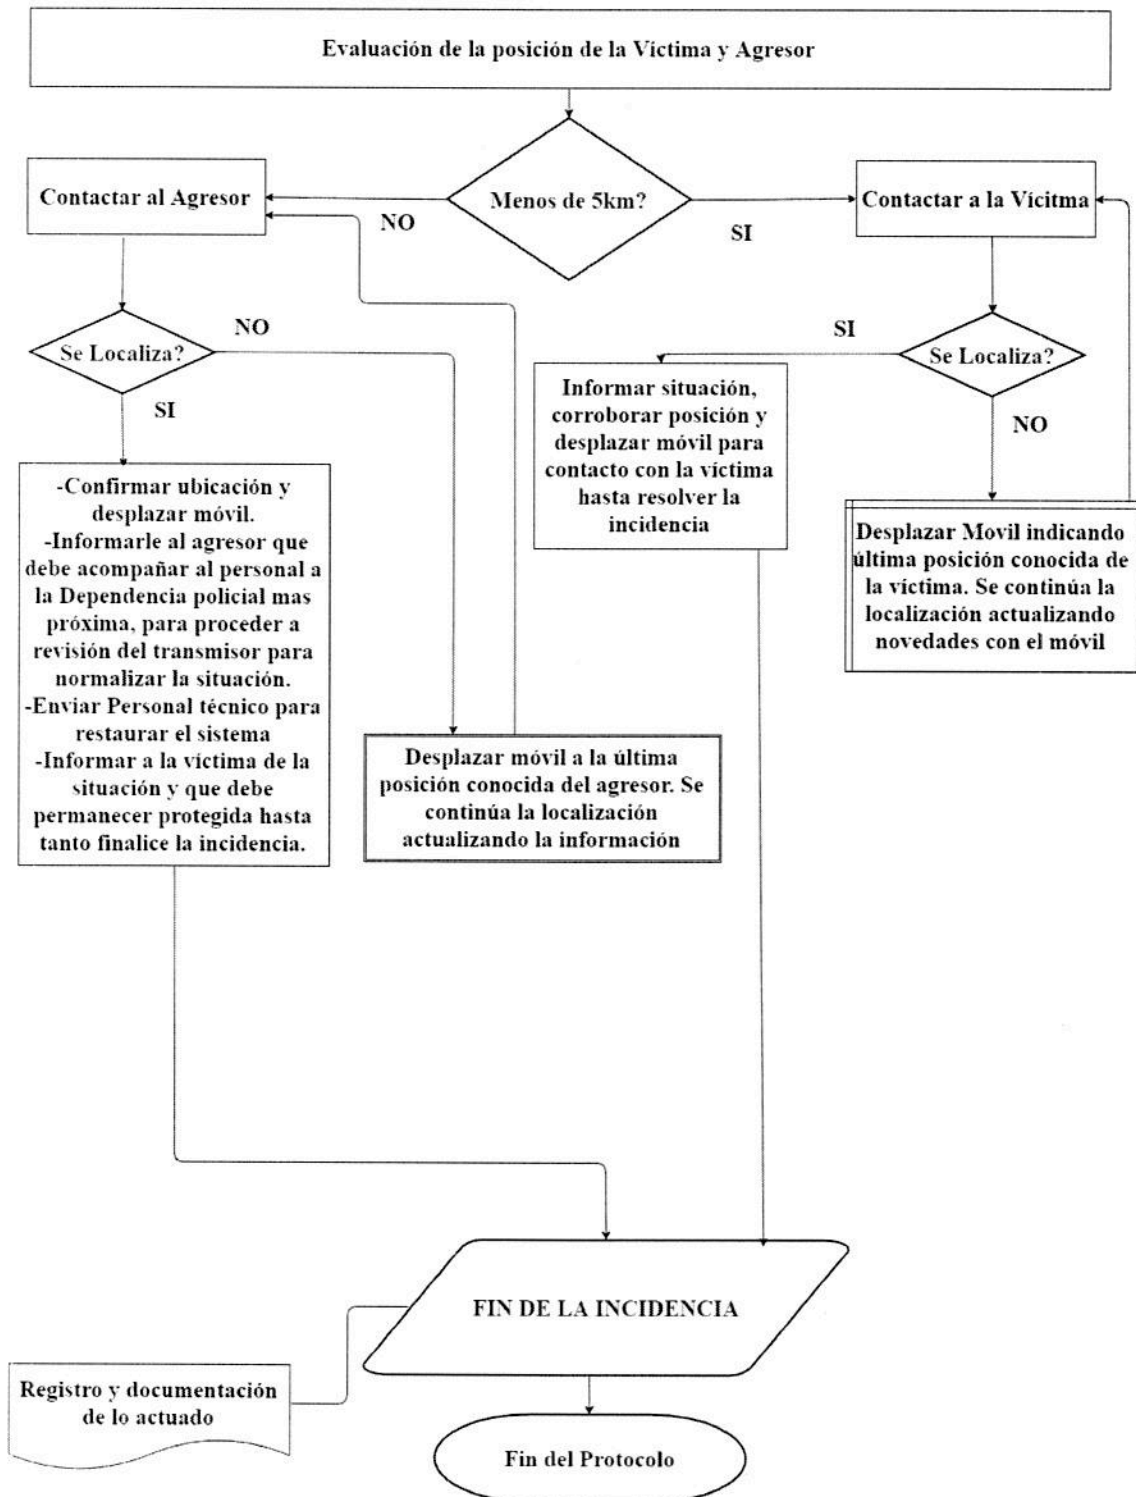 Evaluación de la posición de la Víctima y Agresor
Menos de 5km?
NO
SI
Contactar al Agresor
Contactar a la Vícitma
Se Localiza?
NO
SI
Se Localiza?
SI
NO
-Confirmar ubicación y
desplazar móvil.
-Informarle al agresor que
debe acompañar al personal a
la Dependencia policial mas
próxima, para proceder a
revisión del transmisor para
normalizar la situación.
-Enviar Personal técnico para
restaurar el sistema
-Informar a la víctima de la
situación y que debe
permanecer protegida hasta
tanto finalice la incidencia.
Desplazar móvil a la última
posición conocida del agresor. Se
continúa la localización
actualizando la información
Informar situación,
corroborar posición y
desplazar móvil para
contacto con la víctima
hasta resolver la
incidencia
Desplazar Movil indicando
última posición conocida de
la víctima. Se continúa la
localización actualizando
novedades con el móvil
FIN DE LA INCIDENCIA
Registro y documentación
de lo actuado
Fin del Protocolo